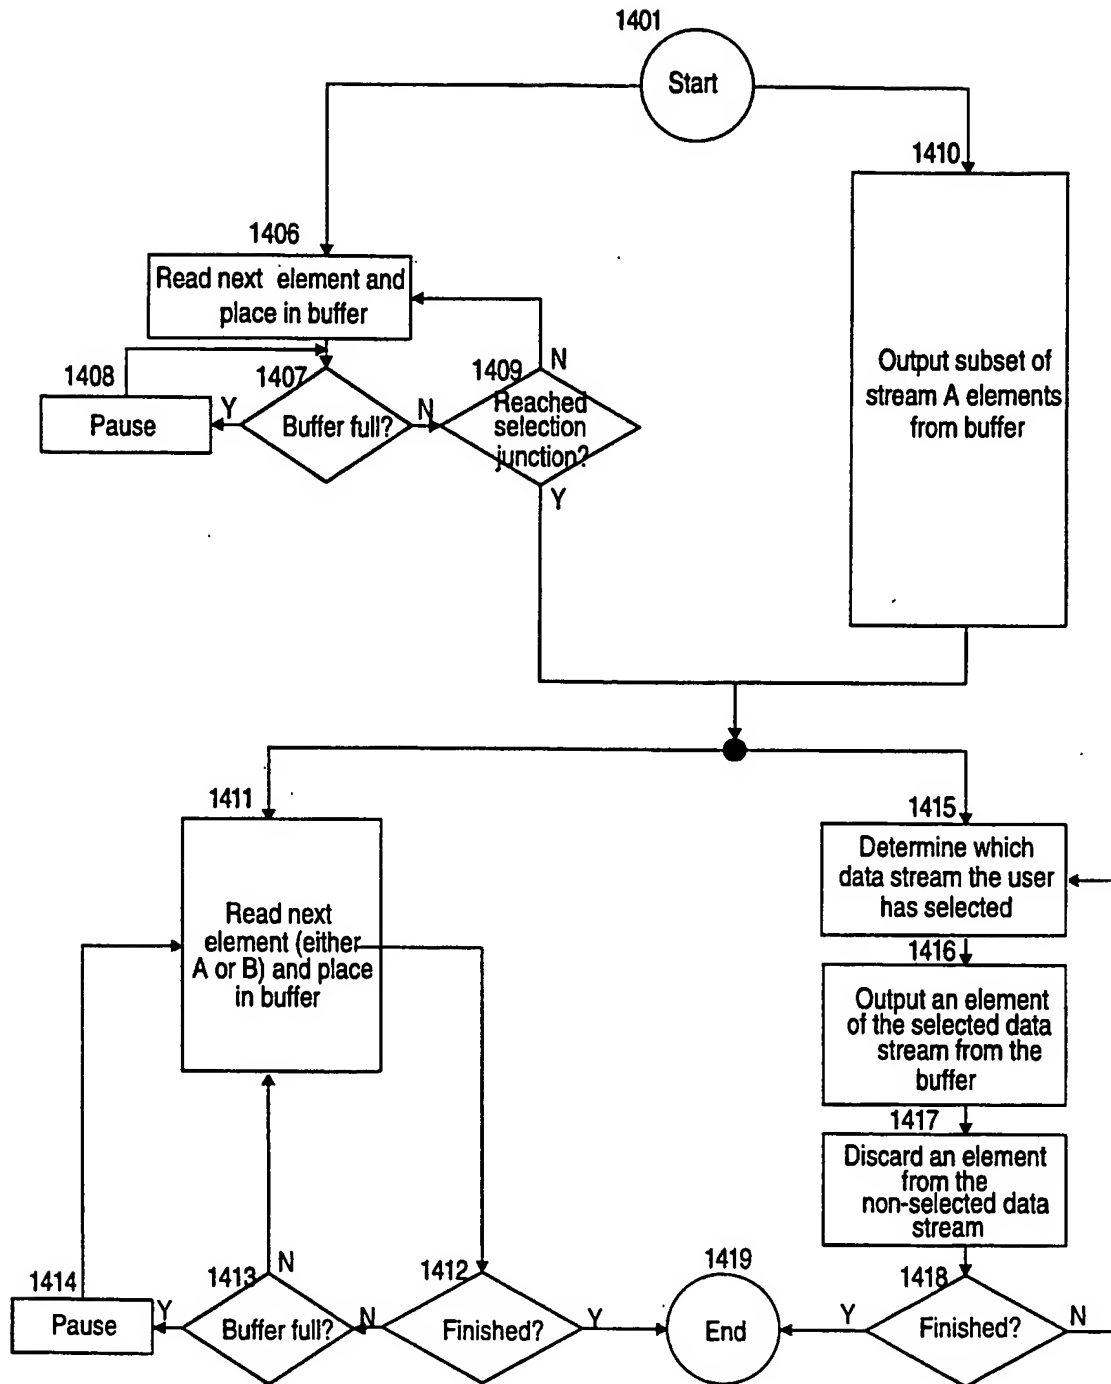 1401
Start
1410
1406
Read next element and
place in buffer
Output subset of
stream A elements
from buffer
1408
1407
1409
N
Pause
Y
Buffer full?
N
Reached
selection
junction?
Y
1411
1415
Determine which
data stream the user
has selected
Read next
element (either
A or B) and place
in buffer
1416
Output an element
of the selected data
stream from the
buffer
1417
Discard an element
from the
non-selected data
stream
1414
1413
N
1412
1419
1418
Pause
Y
Buffer full?
N
Finished?
Y
End
Y
Finished?
N